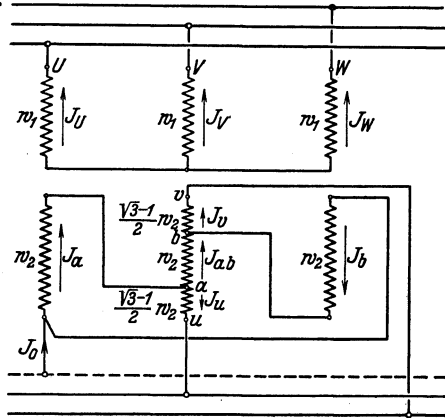 U V W
w₁ J_U w₁ J_V w₁ J_W
v
(√3-1)/2 w₂ J_v
b
w₂ J_a w₂ J_ab w₂ J_b
a
(√3-1)/2 w₂ J_u
u
J_0